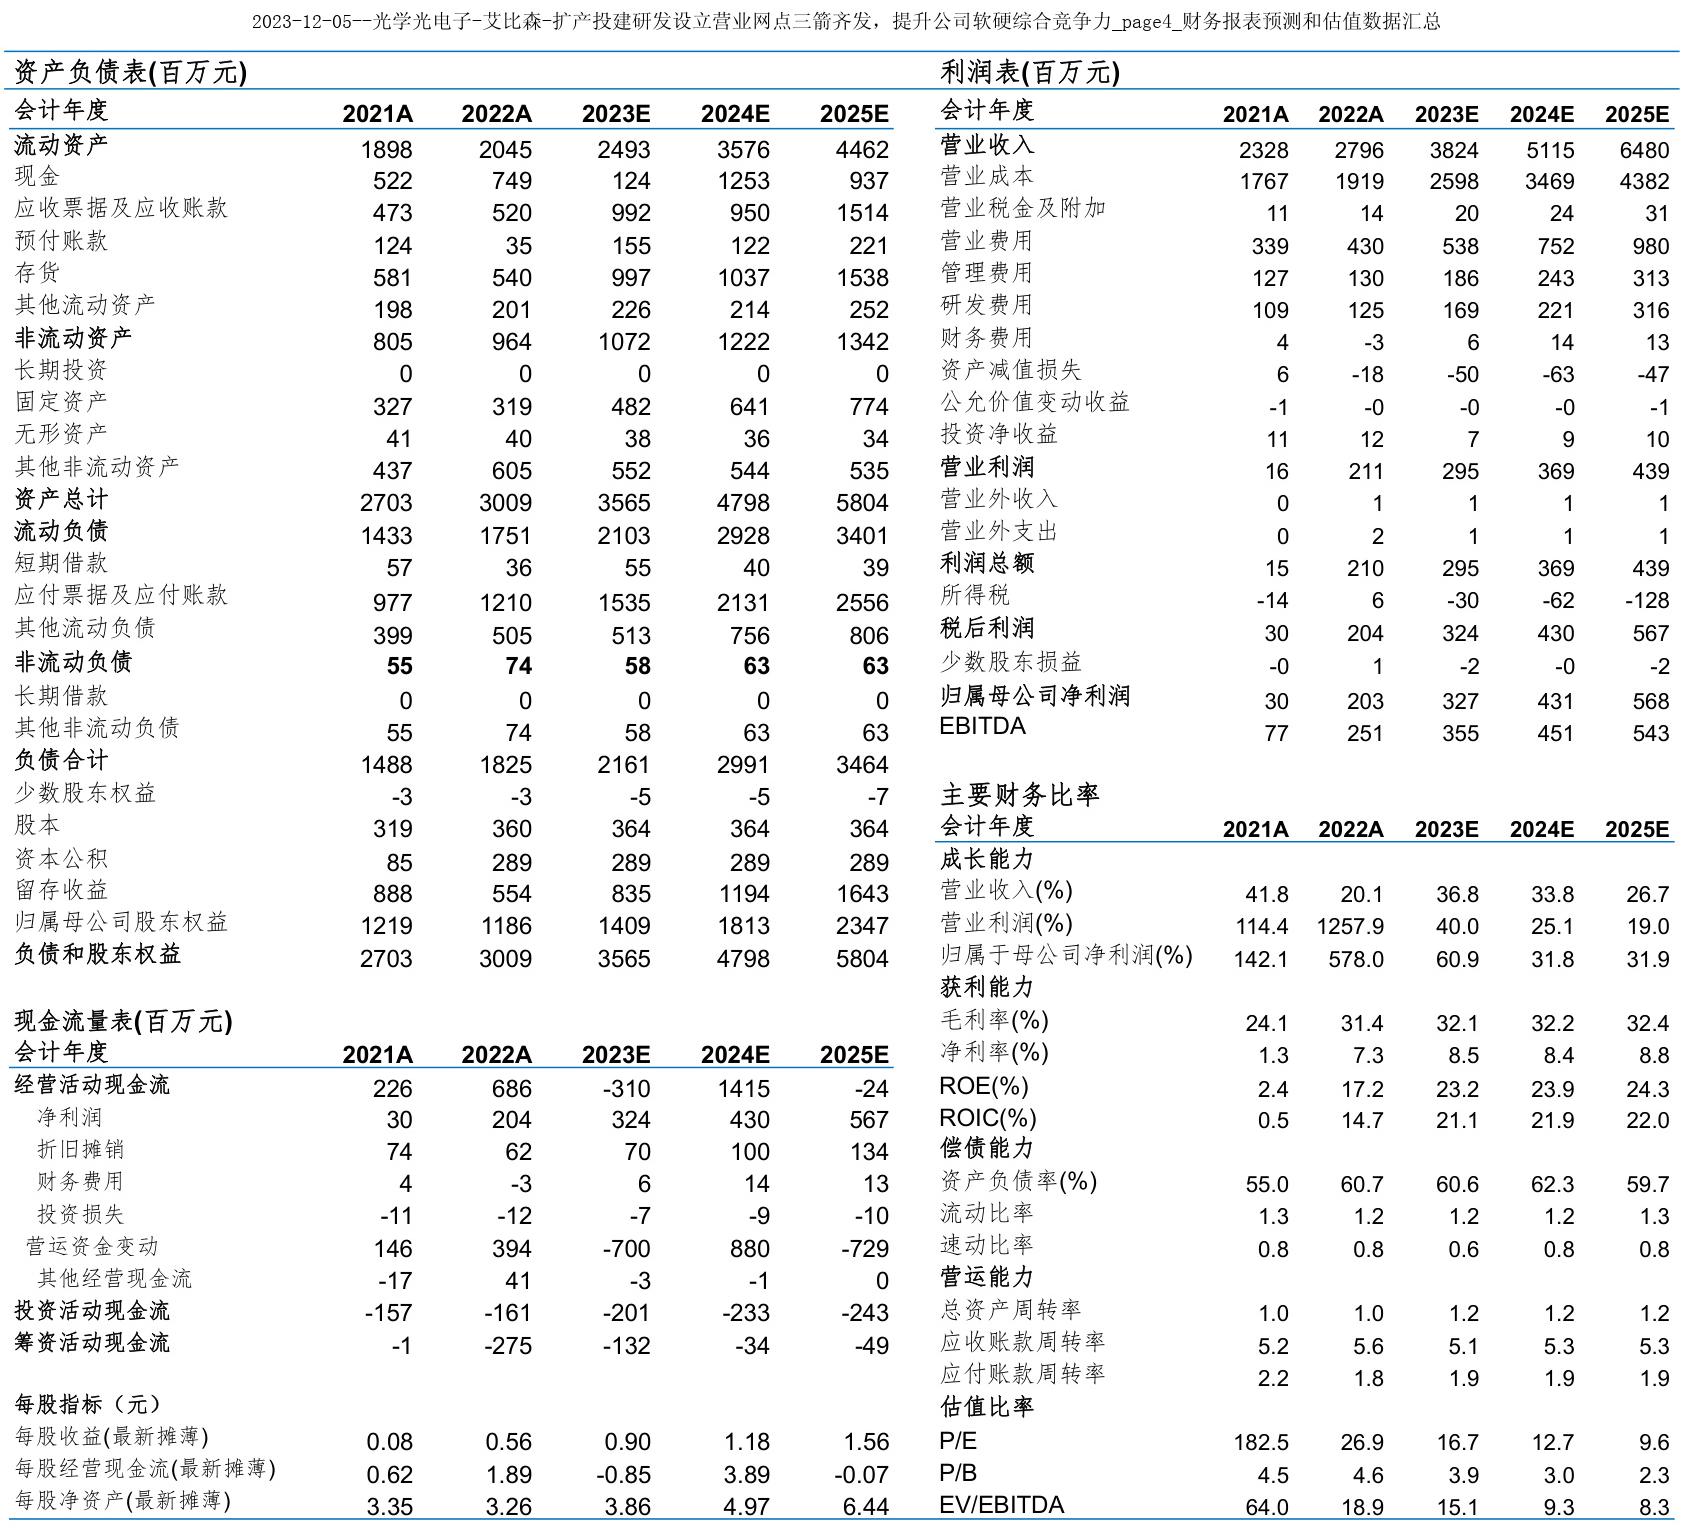 2023-12-05--光学光电子-艾比森-扩产投建研发设立营业网点三箭齐发，提升公司软硬综合竞争力_page4_财务报表预测和估值数据汇总
资产负债表(百万元)
会计年度 2021A 2022A 2023E 2024E 2025E
流动资产 1898 2045 2493 3576 4462
现金 522 749 124 1253 937
应收票据及应收账款 473 520 992 950 1514
预付账款 124 35 155 122 221
存货 581 540 997 1037 1538
其他流动资产 198 201 226 214 252
非流动资产 805 964 1072 1222 1342
长期投资 0 0 0 0 0
固定资产 327 319 482 641 774
无形资产 41 40 38 36 34
其他非流动资产 437 605 552 544 535
资产总计 2703 3009 3565 4798 5804
流动负债 1433 1751 2103 2928 3401
短期借款 57 36 55 40 39
应付票据及应付账款 977 1210 1535 2131 2556
其他流动负债 399 505 513 756 806
非流动负债 55 74 58 63 63
长期借款 0 0 0 0 0
其他非流动负债 55 74 58 63 63
负债合计 1488 1825 2161 2991 3464
少数股东权益 -3 -3 -5 -5 -7
股本 319 360 364 364 364
资本公积 85 289 289 289 289
留存收益 888 554 835 1194 1643
归属母公司股东权益 1219 1186 1409 1813 2347
负债和股东权益 2703 3009 3565 4798 5804
现金流量表(百万元)
会计年度 2021A 2022A 2023E 2024E 2025E
经营活动现金流 226 686 -310 1415 -24
净利润 30 204 324 430 567
折旧摊销 74 62 70 100 134
财务费用 4 -3 6 14 13
投资损失 -11 -12 -7 -9 -10
营运资金变动 146 394 -700 880 -729
其他经营现金流 -17 41 -3 -1 0
投资活动现金流 -157 -161 -201 -233 -243
筹资活动现金流 -1 -275 -132 -34 -49
每股指标（元）
每股收益(最新摊薄) 0.08 0.56 0.90 1.18 1.56
每股经营现金流(最新摊薄) 0.62 1.89 -0.85 3.89 -0.07
每股净资产(最新摊薄) 3.35 3.26 3.86 4.97 6.44
利润表(百万元)
会计年度 2021A 2022A 2023E 2024E 2025E
营业收入 2328 2796 3824 5115 6480
营业成本 1767 1919 2598 3469 4382
营业税金及附加 11 14 20 24 31
营业费用 339 430 538 752 980
管理费用 127 130 186 243 313
研发费用 109 125 169 221 316
财务费用 4 -3 6 14 13
资产减值损失 6 -18 -50 -63 -47
公允价值变动收益 -1 -0 -0 -0 -1
投资净收益 11 12 7 9 10
营业利润 16 211 295 369 439
营业外收入 0 1 1 1 1
营业外支出 0 2 1 1 1
利润总额 15 210 295 369 439
所得税 -14 6 -30 -62 -128
税后利润 30 204 324 430 567
少数股东损益 -0 1 -2 -0 -2
归属母公司净利润 30 203 327 431 568
EBITDA 77 251 355 451 543
主要财务比率
会计年度 2021A 2022A 2023E 2024E 2025E
成长能力
营业收入(%) 41.8 20.1 36.8 33.8 26.7
营业利润(%) 114.4 1257.9 40.0 25.1 19.0
归属于母公司净利润(%) 142.1 578.0 60.9 31.8 31.9
获利能力
毛利率(%) 24.1 31.4 32.1 32.2 32.4
净利率(%) 1.3 7.3 8.5 8.4 8.8
ROE(%) 2.4 17.2 23.2 23.9 24.3
ROIC(%) 0.5 14.7 21.1 21.9 22.0
偿债能力
资产负债率(%) 55.0 60.7 60.6 62.3 59.7
流动比率 1.3 1.2 1.2 1.2 1.3
速动比率 0.8 0.8 0.6 0.8 0.8
营运能力
总资产周转率 1.0 1.0 1.2 1.2 1.2
应收账款周转率 5.2 5.6 5.1 5.3 5.3
应付账款周转率 2.2 1.8 1.9 1.9 1.9
估值比率
P/E 182.5 26.9 16.7 12.7 9.6
P/B 4.5 4.6 3.9 3.0 2.3
EV/EBITDA 64.0 18.9 15.1 9.3 8.3